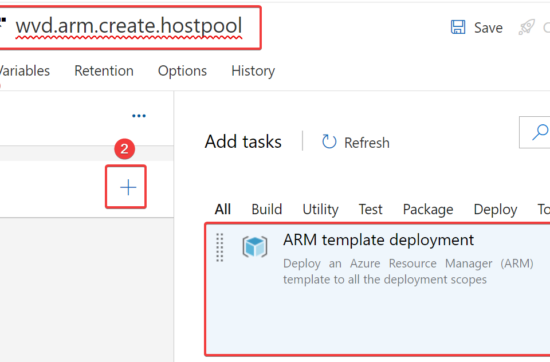 wvd.arm.create.hostpool
Save
Variables Retention Options History
Add tasks Refresh
2
All Build Utility Test Package Deploy
ARM template deployment
Deploy an Azure Resource Manager (ARM)
template to all the deployment scopes